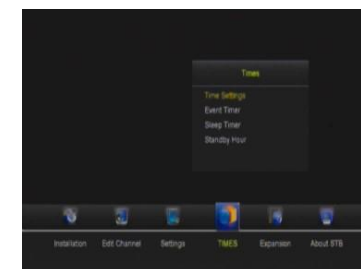 Times
Time Settings
Event Timer
Sleep Timer
Standby Hour
Installation Edit Channel Settings TIMES Expansion About STB